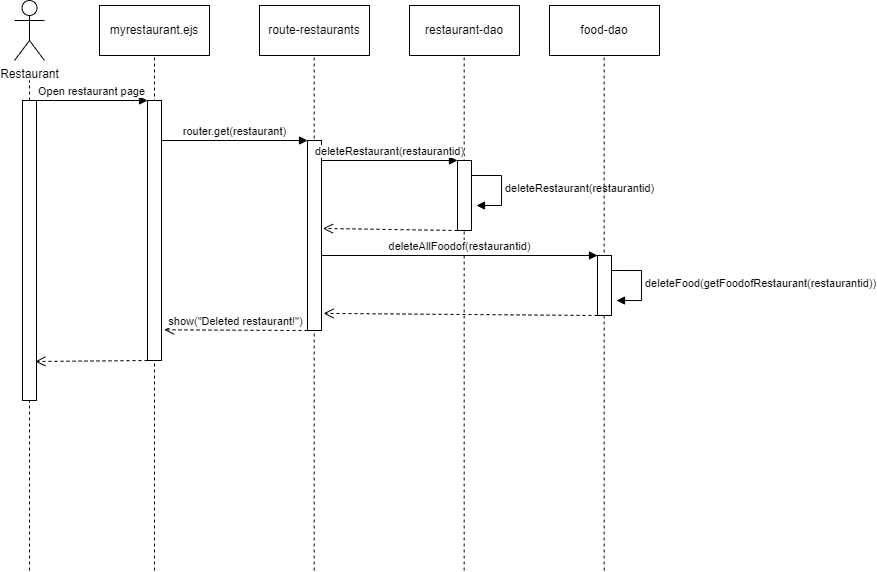 myrestaurant.ejs
route-restaurants
restaurant-dao
food-dao
Restaurant
Open restaurant page
router.get(restaurant)
deleteRestaurant(restaurantid)
deleteRestaurant(restaurantid)
deleteAllFoodof(restaurantid)
deleteFood(getFoodofRestaurant(restaurantid))
show("Deleted restaurant!")